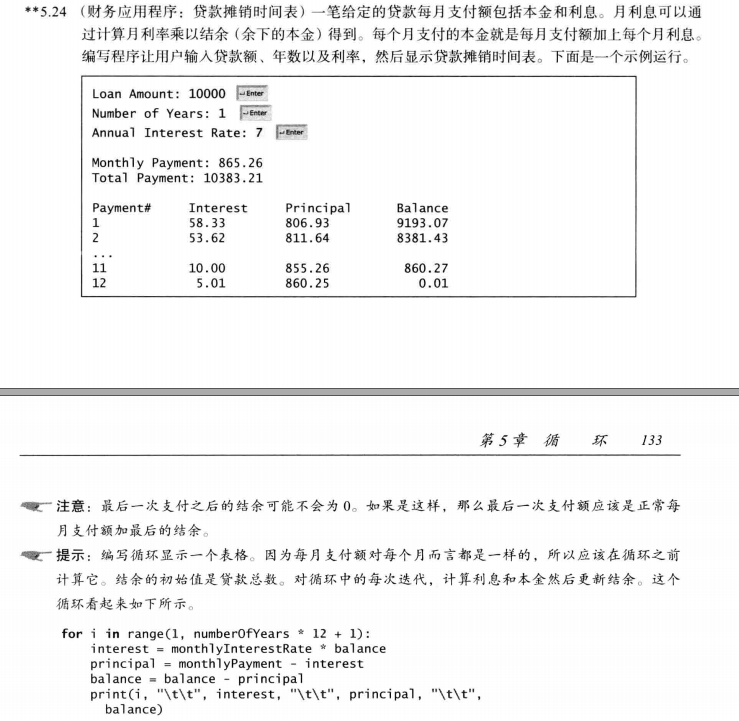 **5.24 (财务应用程序：贷款摊销时间表) 一笔给定的贷款每月支付额包括本金和利息。月利息可以通
过计算月利率乘以结余 (余下的本金) 得到。每个月支付的本金就是每月支付额加上每个月利息。
编写程序让用户输入贷款额、年数以及利率，然后显示贷款摊销时间表。下面是一个示例运行。
Loan Amount: 10000 ↵Enter
Number of Years: 1 ↵Enter
Annual Interest Rate: 7 ↵Enter
Monthly Payment: 865.26
Total Payment: 10383.21
Payment# Interest Principal Balance
1 58.33 806.93 9193.07
2 53.62 811.64 8381.43
...
11 10.00 855.26 860.27
12 5.01 860.25 0.01
第 5 章 循 环 133
注意：最后一次支付之后的结余可能不会为 0。如果是这样，那么最后一次支付额应该是正常每
月支付额加最后的结余。
提示：编写循环显示一个表格。因为每月支付额对每个月而言都是一样的，所以应该在循环之前
计算它。结余的初始值是贷款总数。对循环中的每次迭代，计算利息和本金然后更新结余。这个
循环看起来如下所示。
for i in range(1, numberOfYears * 12 + 1):
interest = monthlyInterestRate * balance
principal = monthlyPayment - interest
balance = balance - principal
print(i, "\t\t", interest, "\t\t", principal, "\t\t",
balance)